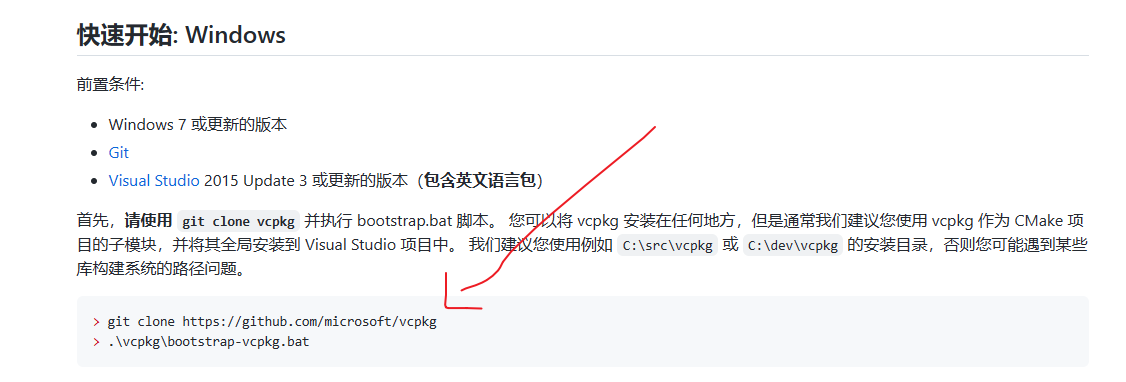 快速开始: Windows
前置条件:
Windows 7 或更新的版本
Git
Visual Studio 2015 Update 3 或更新的版本（包含英文语言包）
首先，请使用 git clone vcpkg 并执行 bootstrap.bat 脚本。 您可以将 vcpkg 安装在任何地方，但是通常我们建议您使用 vcpkg 作为 CMake 项
目的子模块，并将其全局安装到 Visual Studio 项目中。 我们建议您使用例如 C:\src\vcpkg 或 C:\dev\vcpkg 的安装目录，否则您可能遇到某些
库构建系统的路径问题。
> git clone https://github.com/microsoft/vcpkg
> .\vcpkg\bootstrap-vcpkg.bat